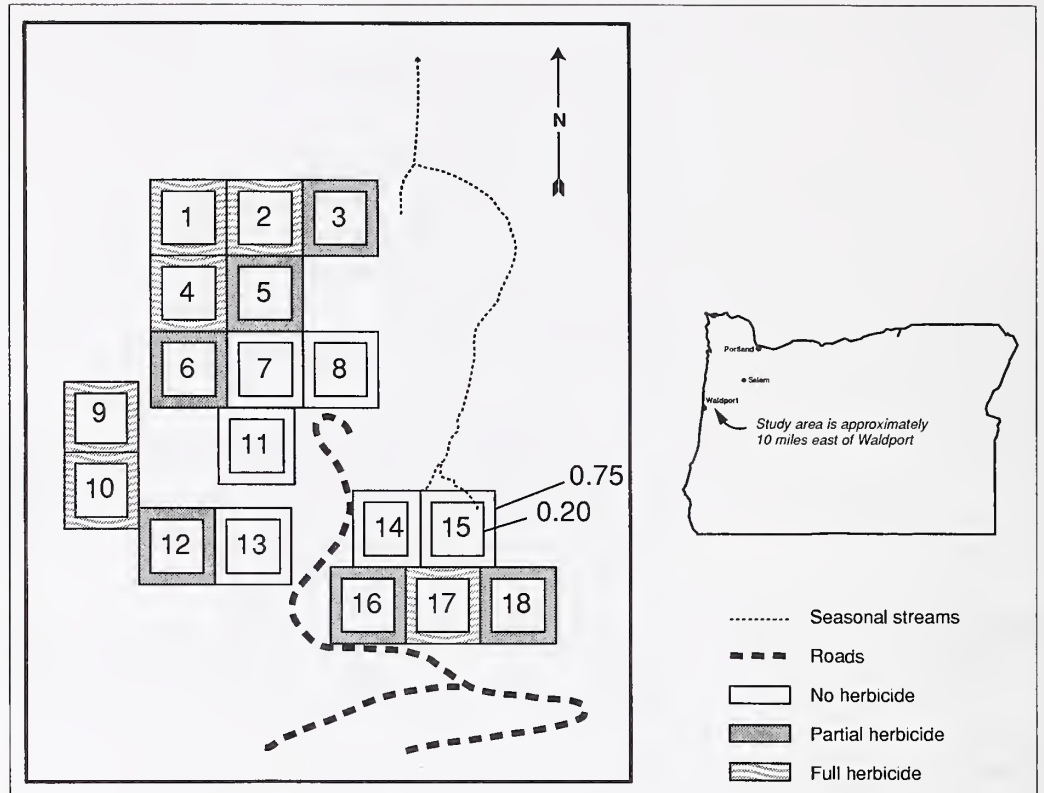 N
1
2
3
4
5
6
7
8
9
10
11
12
13
14
15
0.75
0.20
16
17
18
Portland
Salem
Waldport
Study area is approximately
10 miles east of Waldport
Seasonal streams
Roads
No herbicide
Partial herbicide
Full herbicide